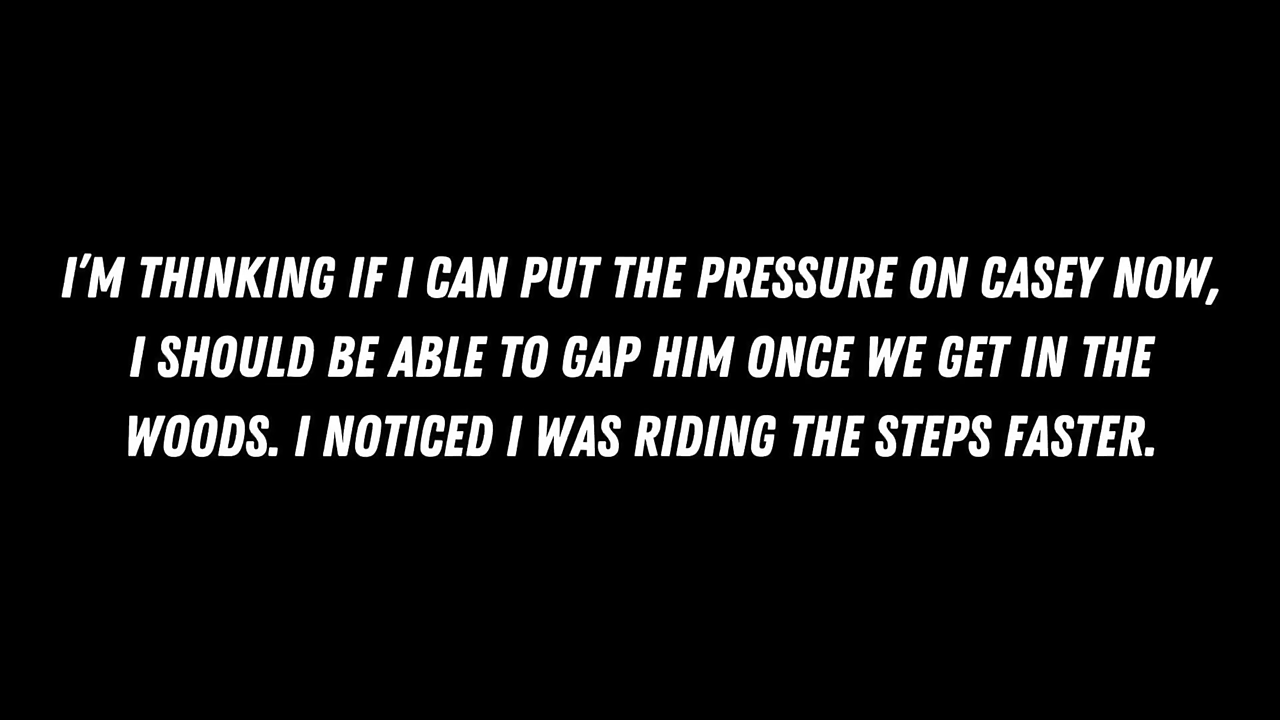 I'M THINKING IF I CAN PUT THE PRESSURE ON CASEY NOW,
I SHOULD BE ABLE TO GAP HIM ONCE WE GET IN THE
WOODS. I NOTICED I WAS RIDING THE STEPS FASTER.